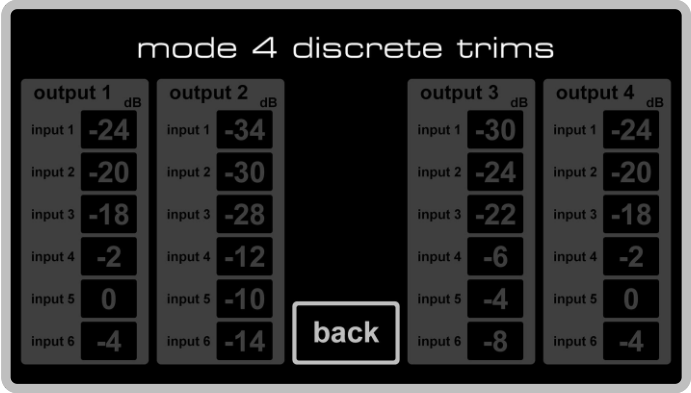 mode 4 discrete trims
output 1 dB
input 1 -24
input 2 -20
input 3 -18
input 4 -2
input 5 0
input 6 -4
output 2 dB
input 1 -34
input 2 -30
input 3 -28
input 4 -12
input 5 -10
input 6 -14
back
output 3 dB
input 1 -30
input 2 -24
input 3 -22
input 4 -6
input 5 -4
input 6 -8
output 4 dB
input 1 -24
input 2 -20
input 3 -18
input 4 -2
input 5 0
input 6 -4